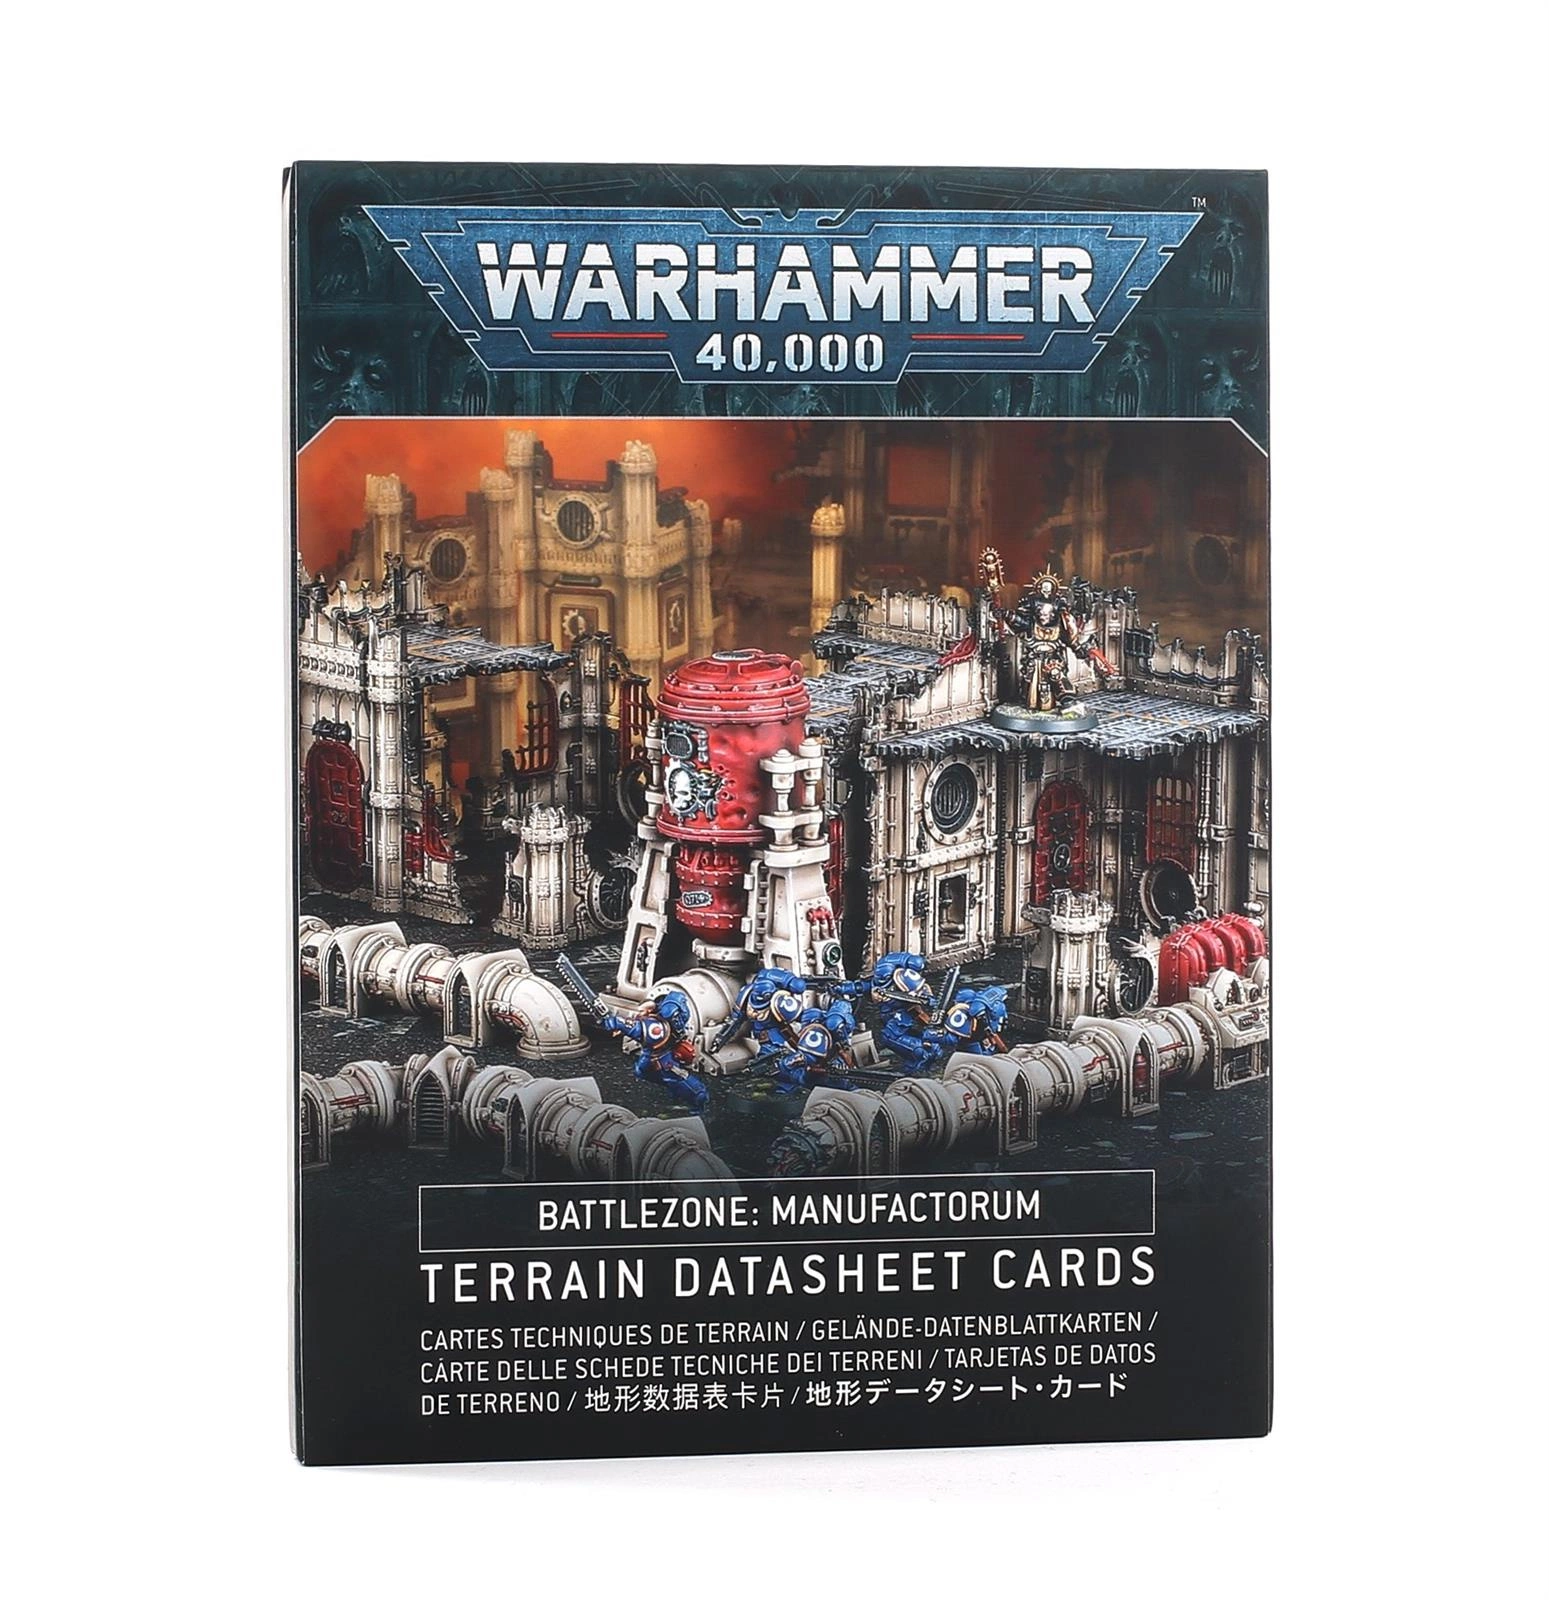 WARHAMMER
™
40,000
BATTLEZONE: MANUFACTORUM
TERRAIN DATASHEET CARDS
CARTES TECHNIQUES DE TERRAIN / GELÄNDE-DATENBLATTKARTEN /
CÁRTE DELLE SCHEDE TECNICHE DEI TERRENI / TARJETAS DE DATOS
DE TERRENO / 地形数据表卡片 / 地形データシート・カード